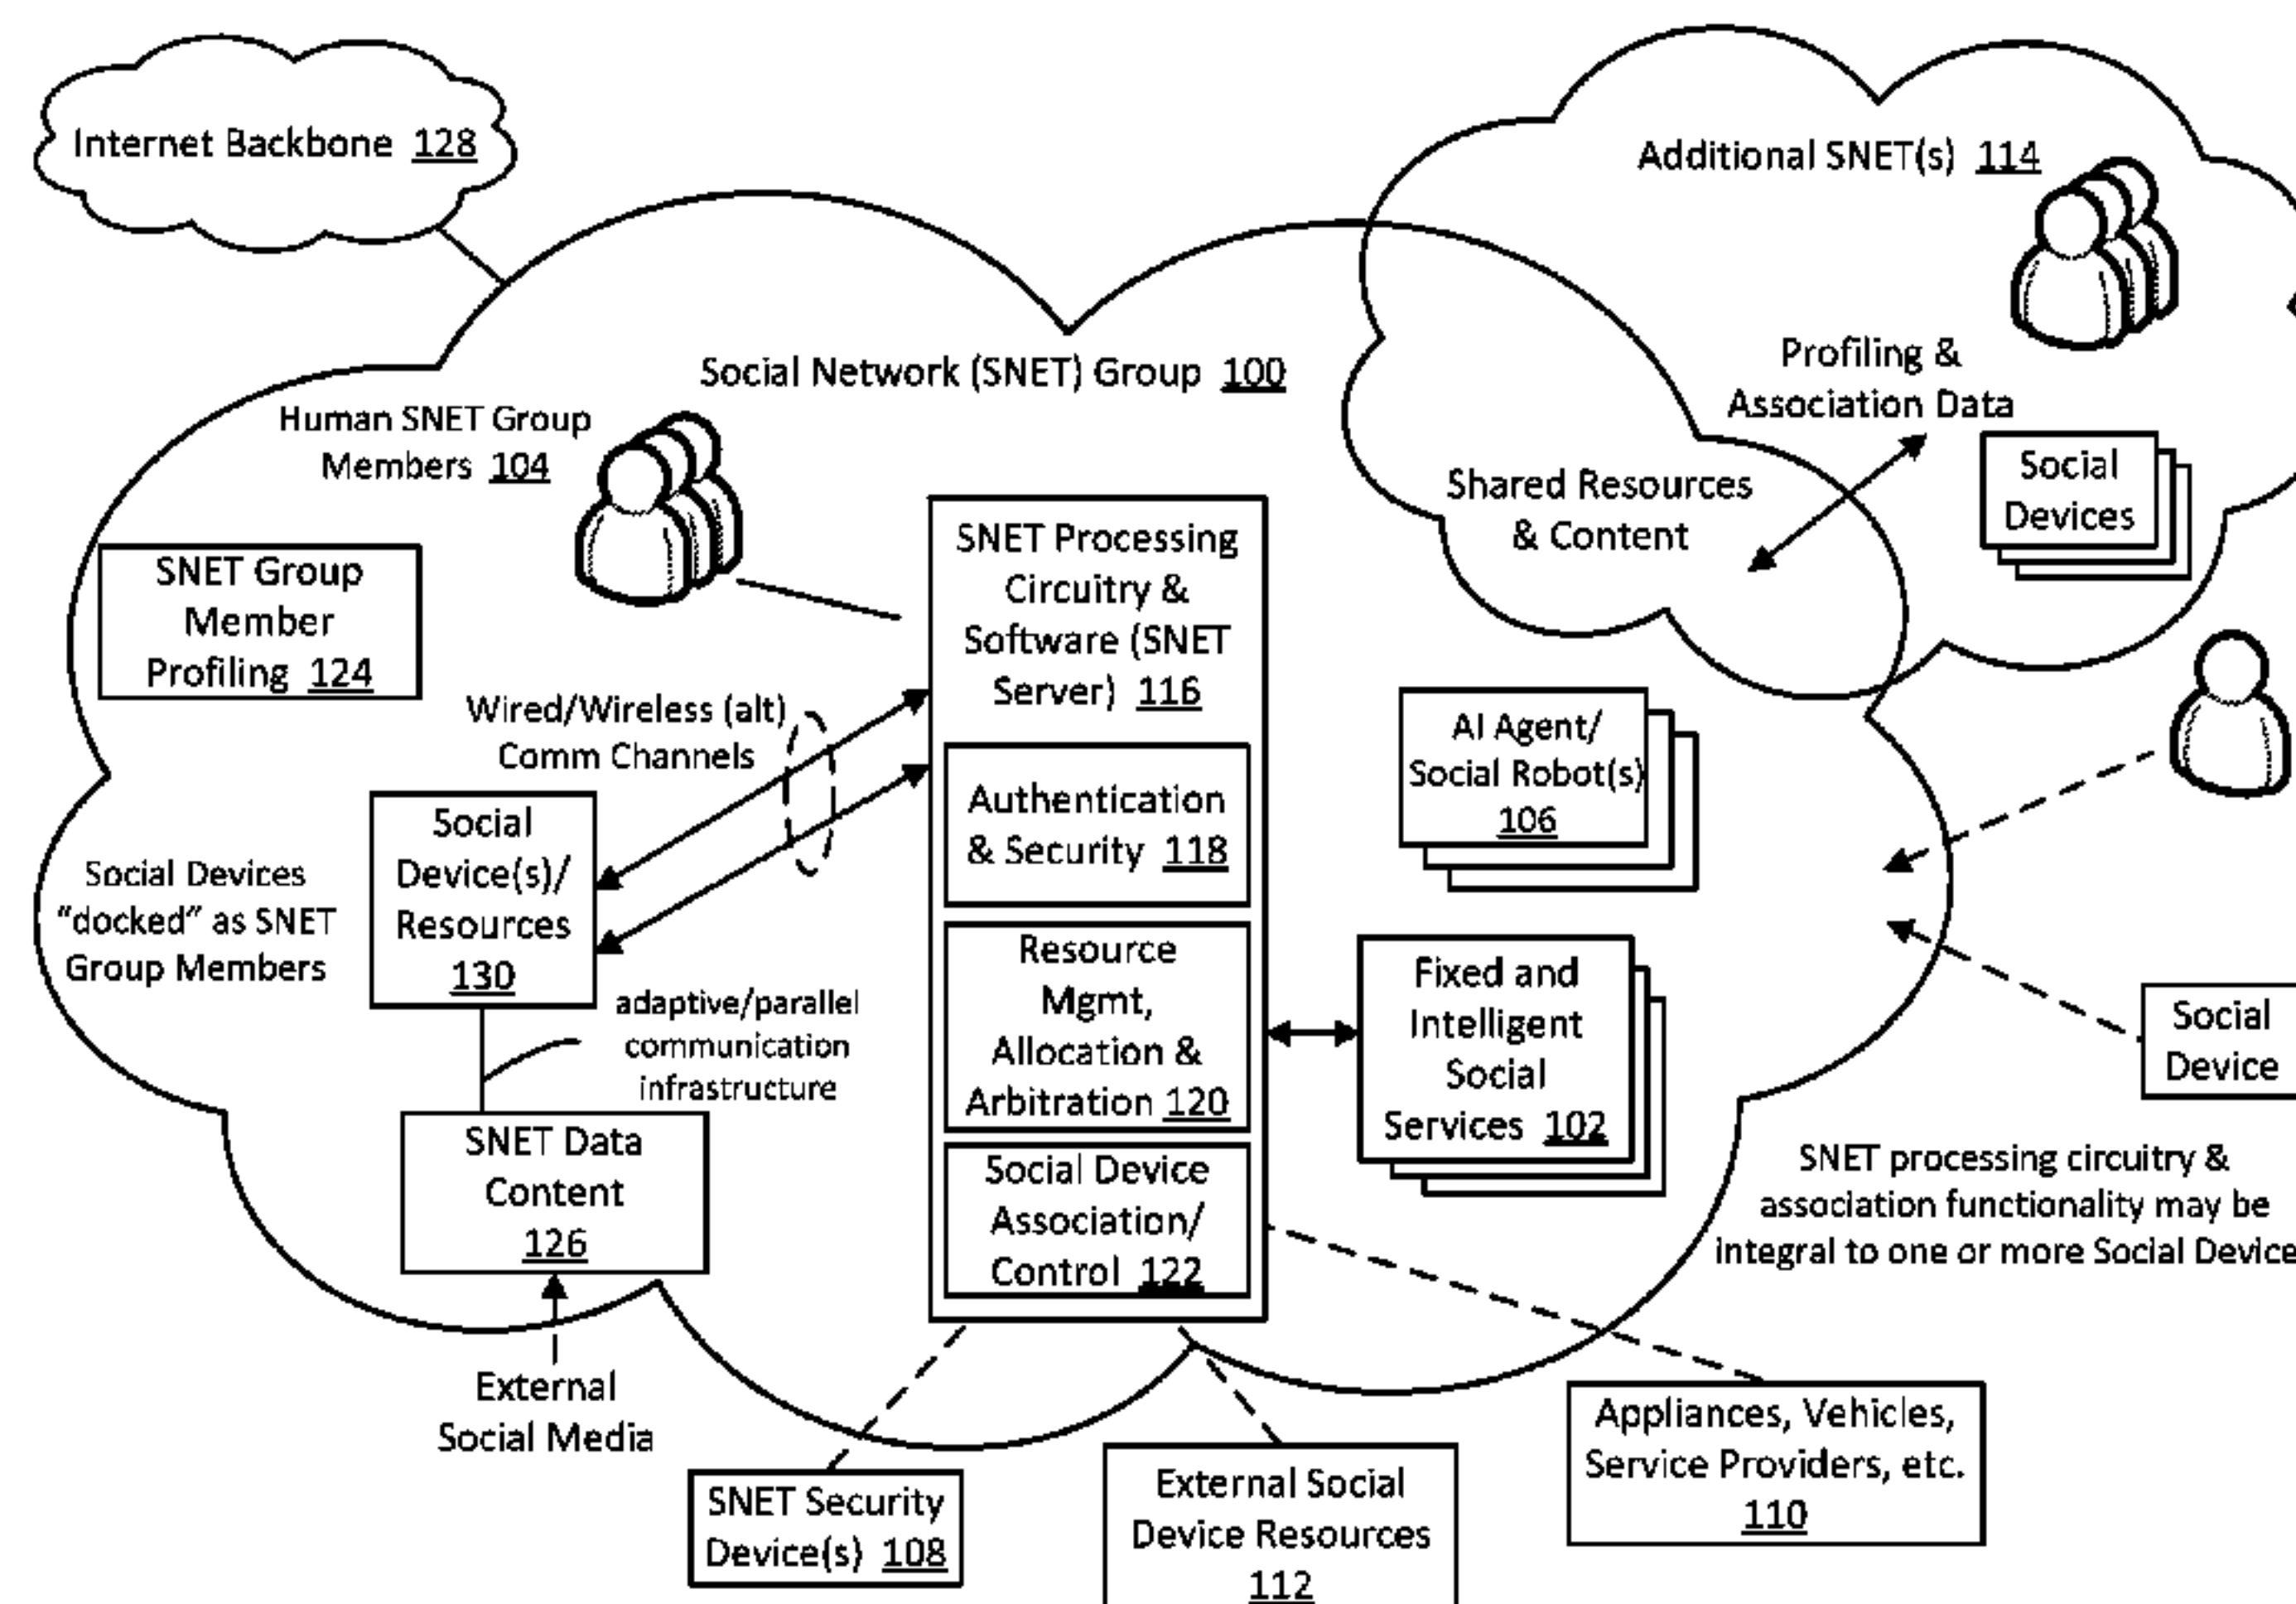 Internet Backbone 128
Additional SNET(s) 114
Social Network (SNET) Group 100
Profiling &
Association Data
Human SNET Group
Members 104
Social
Devices
Shared Resources
& Content
SNET Group
Member
Profiling 124
SNET Processing
Circuitry &
Software (SNET
Server) 116
Wired/Wireless (alt)
Comm Channels
AI Agent/
Social Robot(s)
106
Authentication
& Security 118
Social
Device(s)/
Resources
130
Social Devices
“docked” as SNET
Group Members
Resource
Mgmt,
Allocation &
Arbitration 120
Fixed and
Intelligent
Social
Services 102
adaptive/parallel
communication
infrastructure
Social
Device
SNET Data
Content
126
Social Device
Association/
Control 122
SNET processing circuitry &
association functionality may be
integral to one or more Social Device
External
Social Media
Appliances, Vehicles,
Service Providers, etc.
110
SNET Security
Device(s) 108
External Social
Device Resources
112